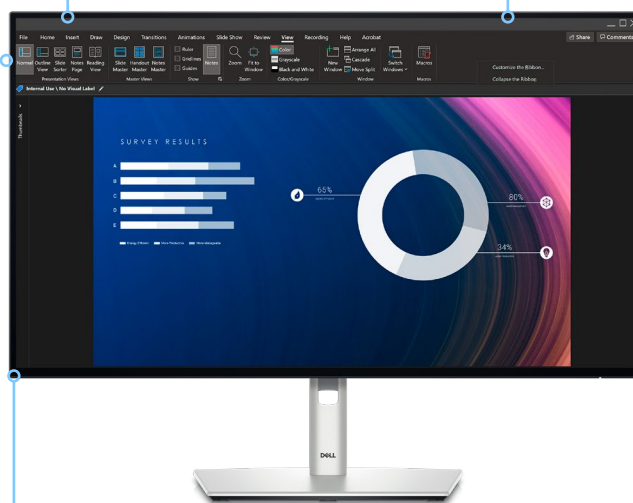 File Home Insert Draw Design Transitions Animations Slide Show Review View Recording Help Acrobat Share Comments
Normal Outline View Slide Sorter Notes Page Reading View
Presentation Views
Slide Master Handout Master Notes Master
Master Views
Ruler
Gridlines
Guides
Show
Notes
Zoom Fit to Window
Zoom
Color
Grayscale
Black and White
Color/Grayscale
New Window
Arrange All
Cascade
Move Split
Switch Windows
Window
Macros
Macros
Customize the Ribbon...
Collapse the Ribbon
Internal Use \ No Visual Label
Thumbnails
SURVEY RESULTS
A
B
C
D
E
65%
80%
34%
DELL